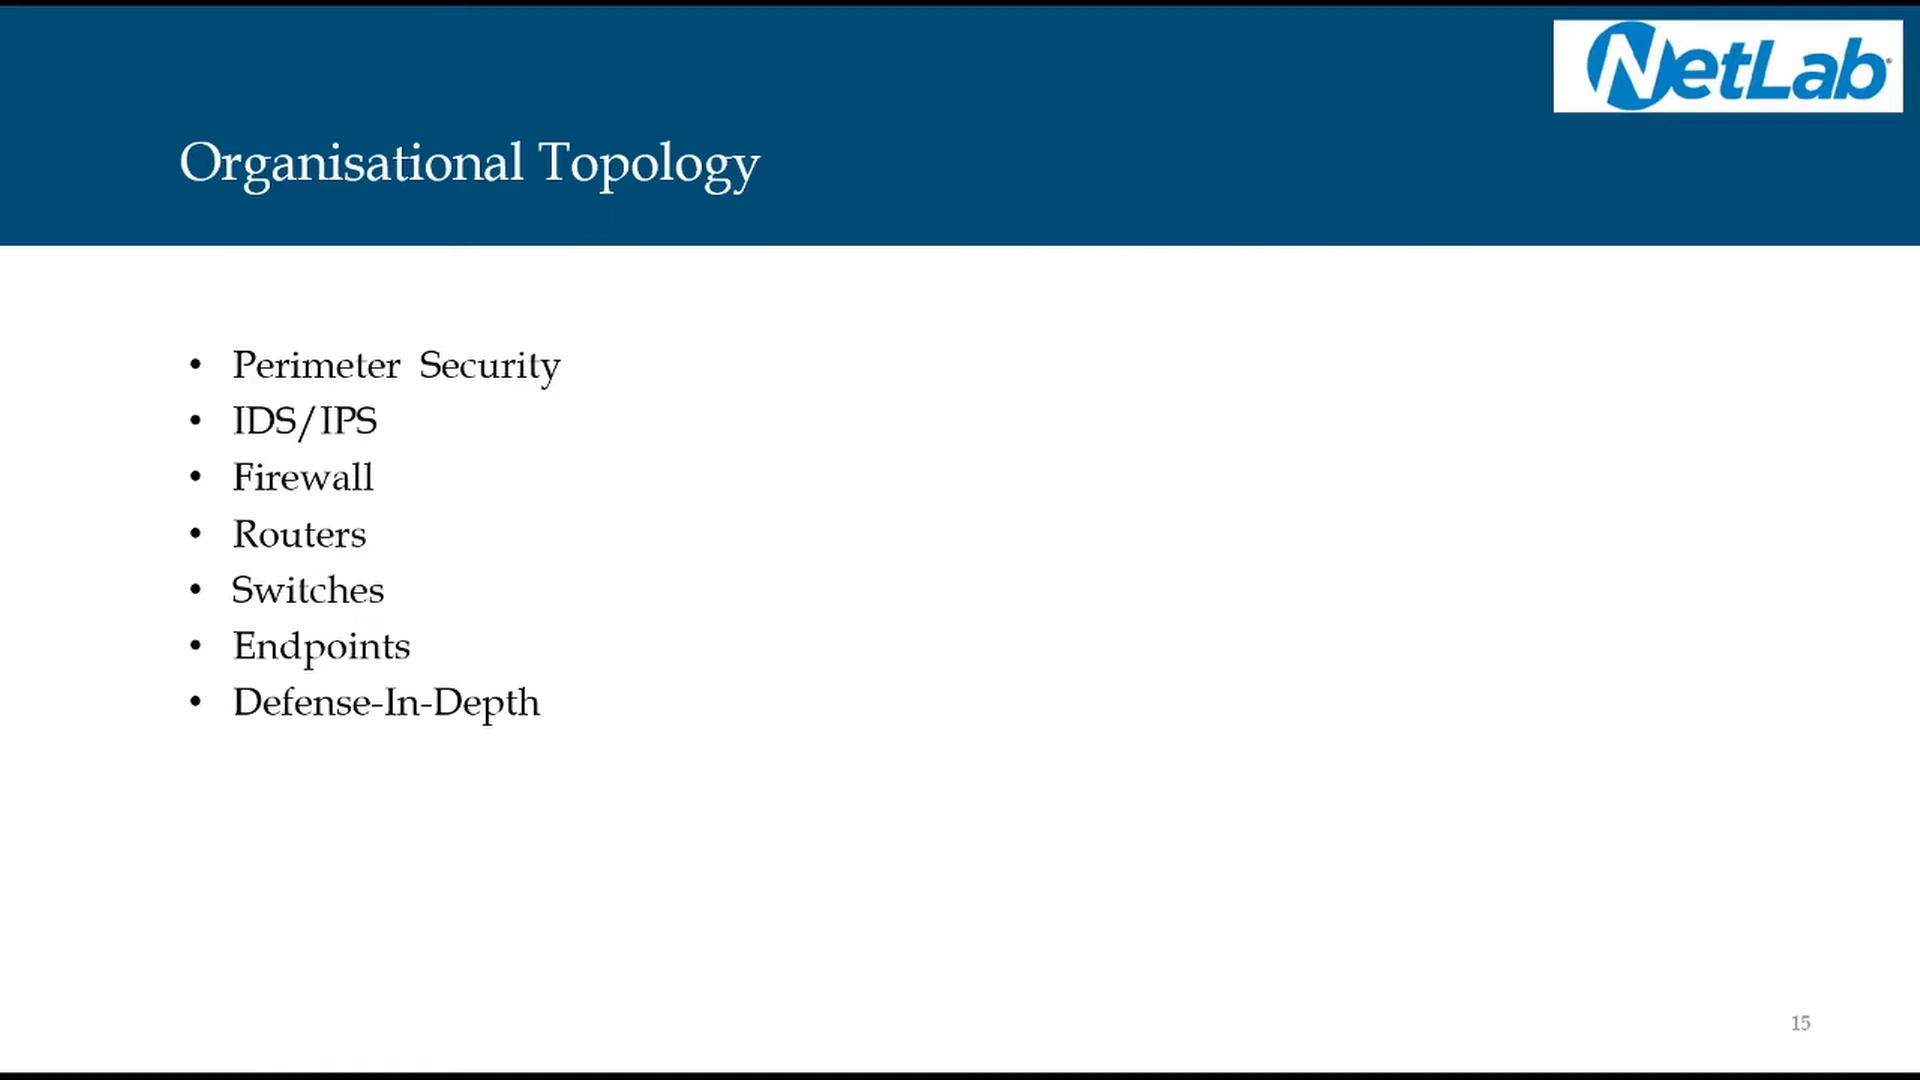 NetLab
Organisational Topology
• Perimeter Security
• IDS/IPS
• Firewall
• Routers
• Switches
• Endpoints
• Defense-In-Depth
15